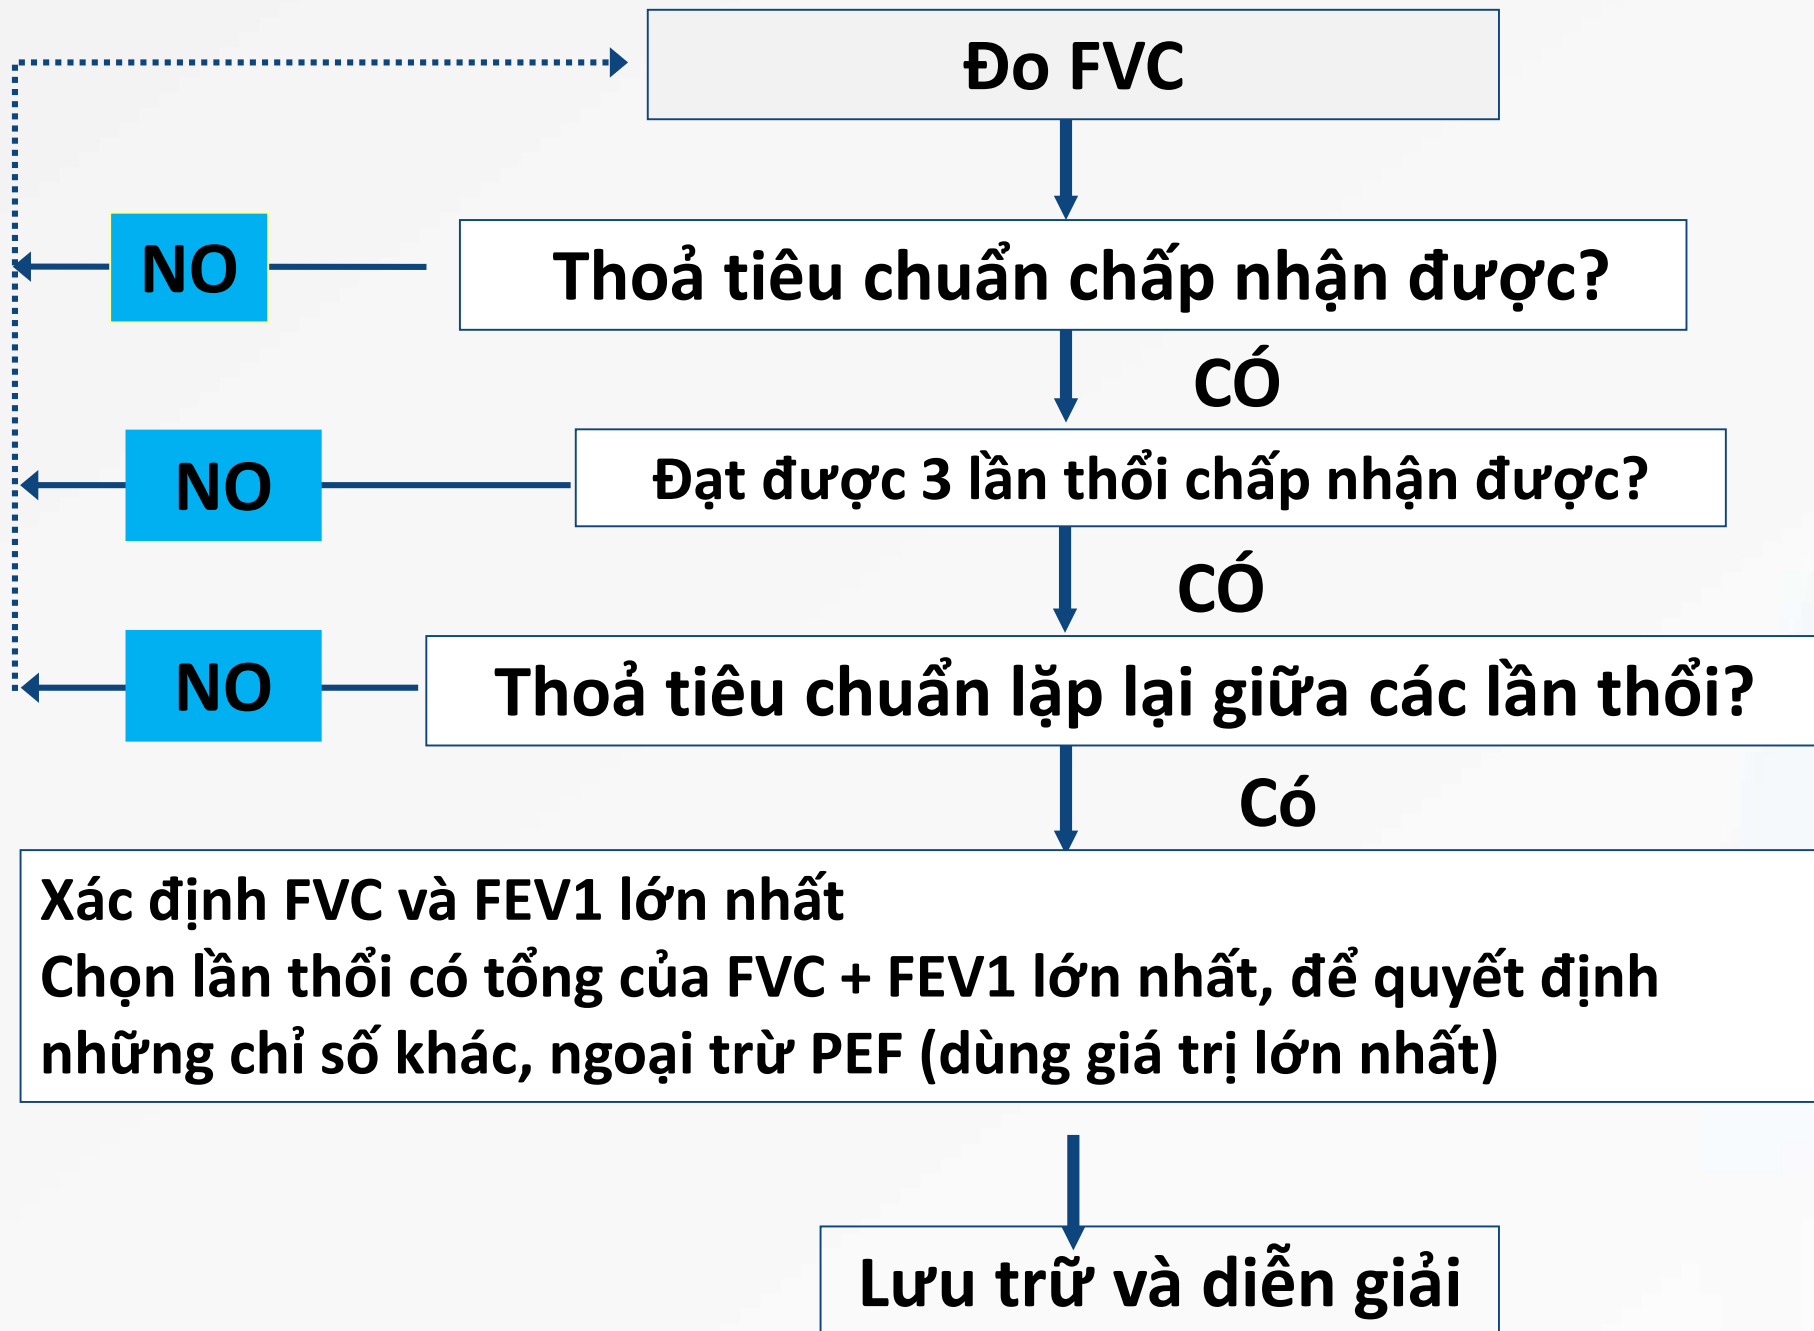 Đo FVC
NO
Thoả tiêu chuẩn chấp nhận được?
CÓ
NO
Đạt được 3 lần thổi chấp nhận được?
CÓ
NO
Thoả tiêu chuẩn lặp lại giữa các lần thổi?
Có
Xác định FVC và FEV1 lớn nhất
Chọn lần thổi có tổng của FVC + FEV1 lớn nhất, để quyết định
những chỉ số khác, ngoại trừ PEF (dùng giá trị lớn nhất)
Lưu trữ và diễn giải